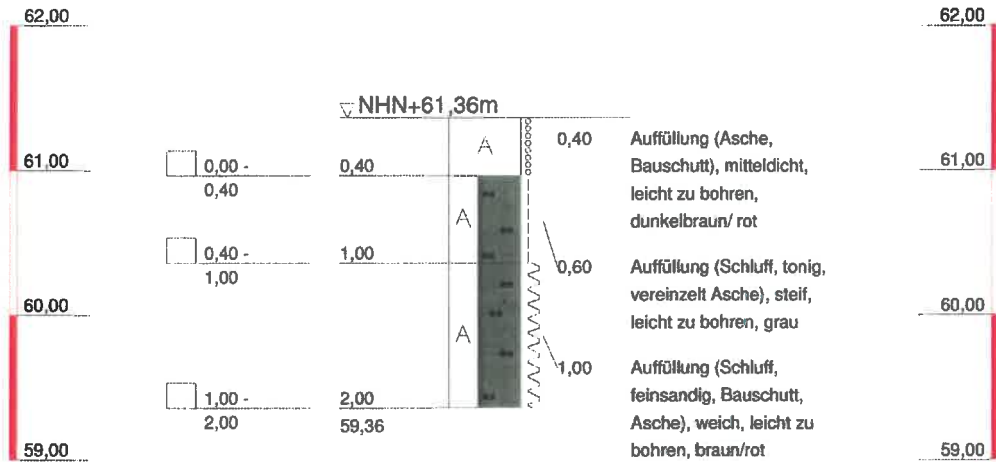 62,00
62,00
NHN+61,36m
A
0,40
Auffüllung (Asche,
Bauschutt), mitteldicht,
leicht zu bohren,
dunkelbraun/ rot
61,00
0,00 -
0,40
0,40
61,00
A
0,40 -
1,00
1,00
0,60
Auffüllung (Schluff, tonig,
vereinzelt Asche), steif,
leicht zu bohren, grau
60,00
60,00
A
1,00
Auffüllung (Schluff,
feinsandig, Bauschutt,
Asche), weich, leicht zu
bohren, braun/rot
1,00 -
2,00
2,00
59,36
59,00
59,00